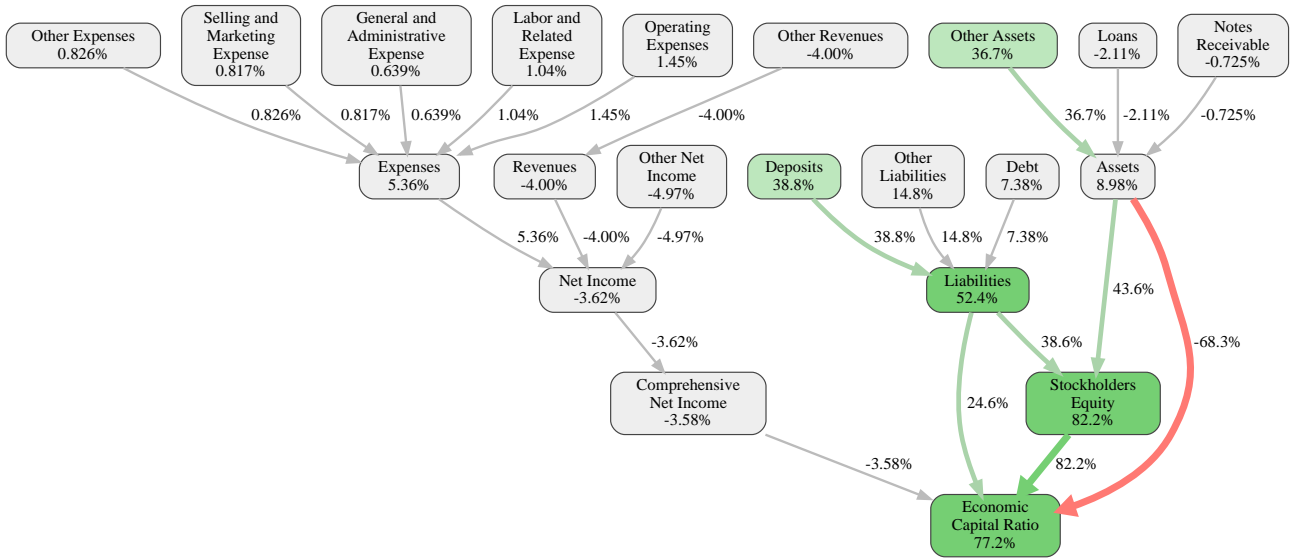 Other Expenses
0.826%
Selling and
Marketing
Expense
0.817%
General and
Administrative
Expense
0.639%
Labor and
Related
Expense
1.04%
Operating
Expenses
1.45%
Other Revenues
-4.00%
Other Assets
36.7%
Loans
-2.11%
Notes
Receivable
-0.725%
0.826%
0.817%
0.639%
1.04%
1.45%
-4.00%
36.7%
-2.11%
-0.725%
Expenses
5.36%
Revenues
-4.00%
Other Net
Income
-4.97%
Deposits
38.8%
Other
Liabilities
14.8%
Debt
7.38%
Assets
8.98%
5.36%
-4.00%
-4.97%
38.8%
14.8%
7.38%
Net Income
-3.62%
Liabilities
52.4%
43.6%
-3.62%
38.6%
-68.3%
Comprehensive
Net Income
-3.58%
24.6%
Stockholders
Equity
82.2%
-3.58%
82.2%
Economic
Capital Ratio
77.2%